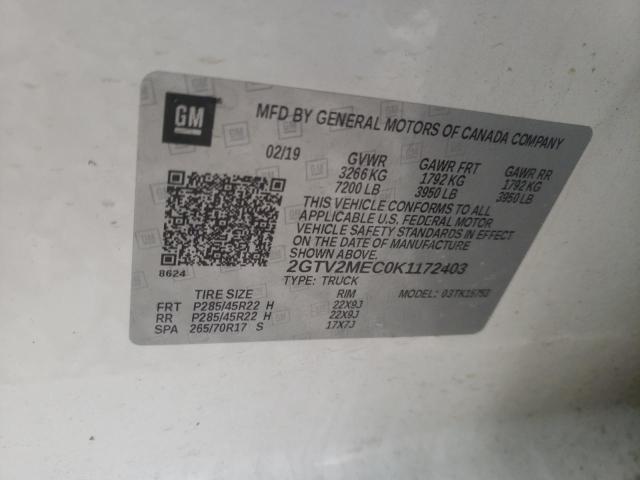 GM
MFD BY GENERAL MOTORS OF CANADA COMPANY
02/19 GVWR GAWR FRT GAWR RR
3266 KG 1792 KG 1792 KG
7200 LB 3950 LB 3950 LB
THIS VEHICLE CONFORMS TO ALL
APPLICABLE U.S. FEDERAL MOTOR
VEHICLE SAFETY STANDARDS IN EFFECT
ON THE DATE OF MANUFACTURE
SHOWN ABOVE.
8624 2GTV2MEC0K1172403
TYPE: TRUCK MODEL: 03TK15753
TIRE SIZE RIM
FRT P285/45R22 H 22X9J
RR P285/45R22 H 22X9J
SPA 265/70R17 S 17X7J